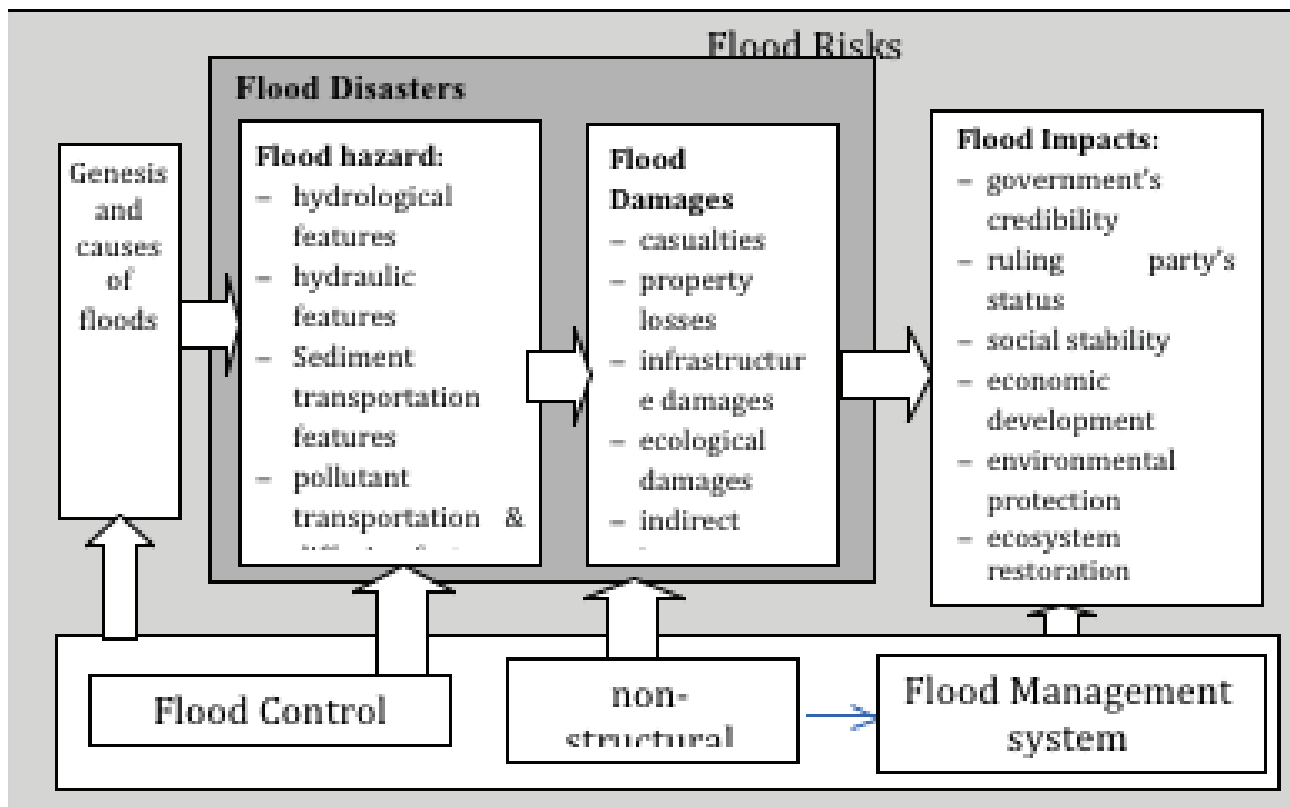 Flood Risks
Flood Disasters
Genesis
and
causes
of
floods
Flood hazard:
– hydrological
features
– hydraulic
features
– Sediment
transportation
features
– pollutant
transportation &
Flood
Damages
– casualties
– property
losses
– infrastructur
e damages
– ecological
damages
– indirect
Flood Impacts:
– government's
credibility
– ruling party's
status
– social stability
– economic
development
– environmental
protection
– ecosystem
restoration
Flood Control
non-
structural
Flood Management
system